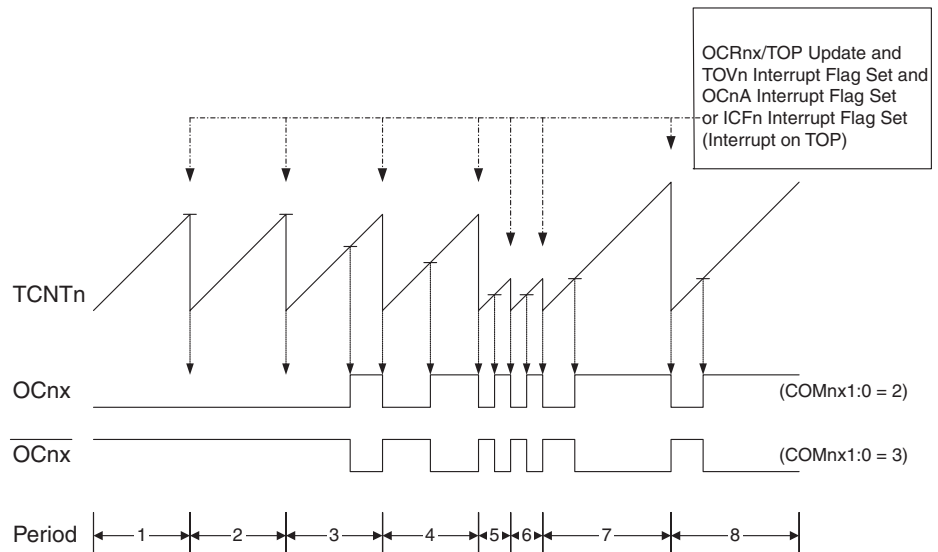 OCRnx/TOP Update and
TOVn Interrupt Flag Set and
OCnA Interrupt Flag Set
or ICFn Interrupt Flag Set
(Interrupt on TOP)
TCNTn
OCnx (COMnx1:0 = 2)
OCnx (COMnx1:0 = 3)
Period 1 2 3 4 5 6 7 8